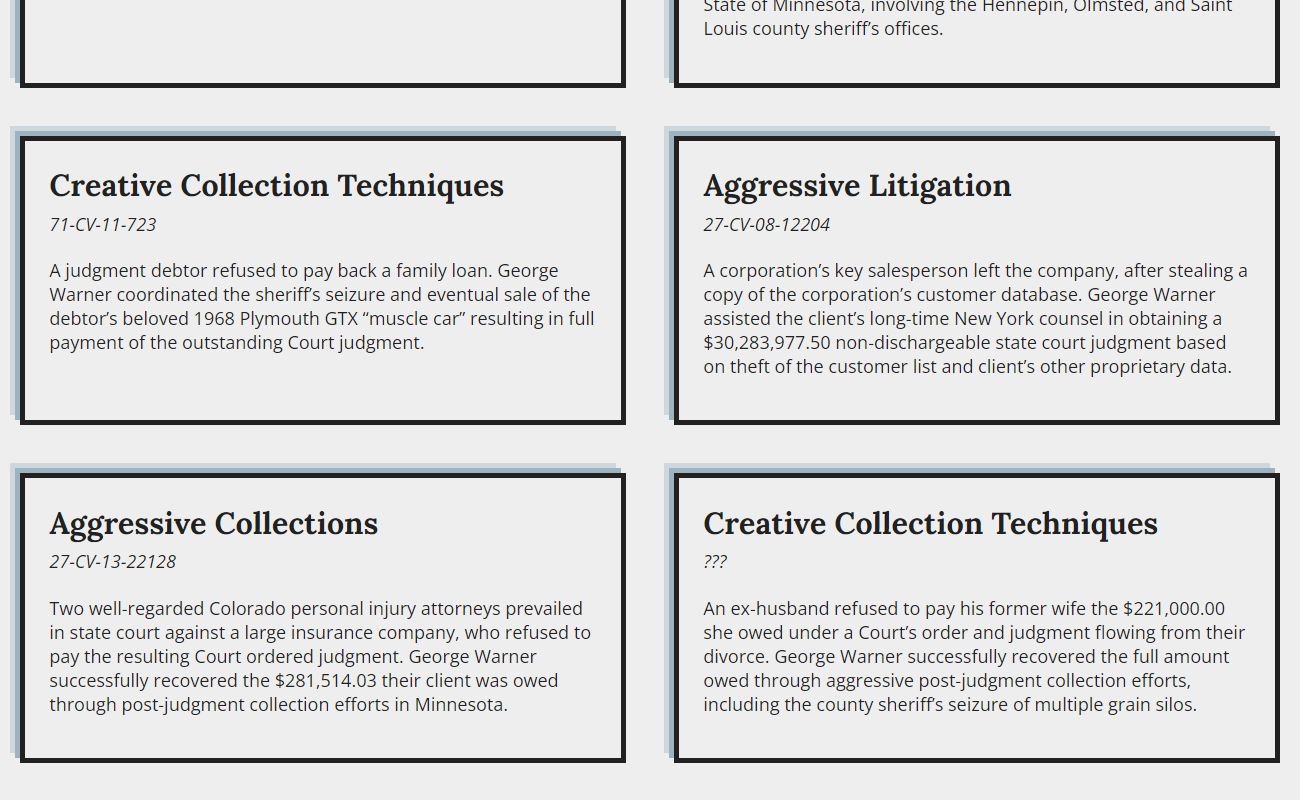 State of Minnesota, involving the Hennepin, Olmsted, and Saint
Louis county sheriff’s offices.
Creative Collection Techniques
71-CV-11-723
A judgment debtor refused to pay back a family loan. George
Warner coordinated the sheriff’s seizure and eventual sale of the
debtor’s beloved 1968 Plymouth GTX “muscle car” resulting in full
payment of the outstanding Court judgment.
Aggressive Litigation
27-CV-08-12204
A corporation’s key salesperson left the company, after stealing a
copy of the corporation’s customer database. George Warner
assisted the client’s long-time New York counsel in obtaining a
$30,283,977.50 non-dischargeable state court judgment based
on theft of the customer list and client’s other proprietary data.
Aggressive Collections
27-CV-13-22128
Two well-regarded Colorado personal injury attorneys prevailed
in state court against a large insurance company, who refused to
pay the resulting Court ordered judgment. George Warner
successfully recovered the $281,514.03 their client was owed
through post-judgment collection efforts in Minnesota.
Creative Collection Techniques
???
An ex-husband refused to pay his former wife the $221,000.00
she owed under a Court’s order and judgment flowing from their
divorce. George Warner successfully recovered the full amount
owed through aggressive post-judgment collection efforts,
including the county sheriff’s seizure of multiple grain silos.